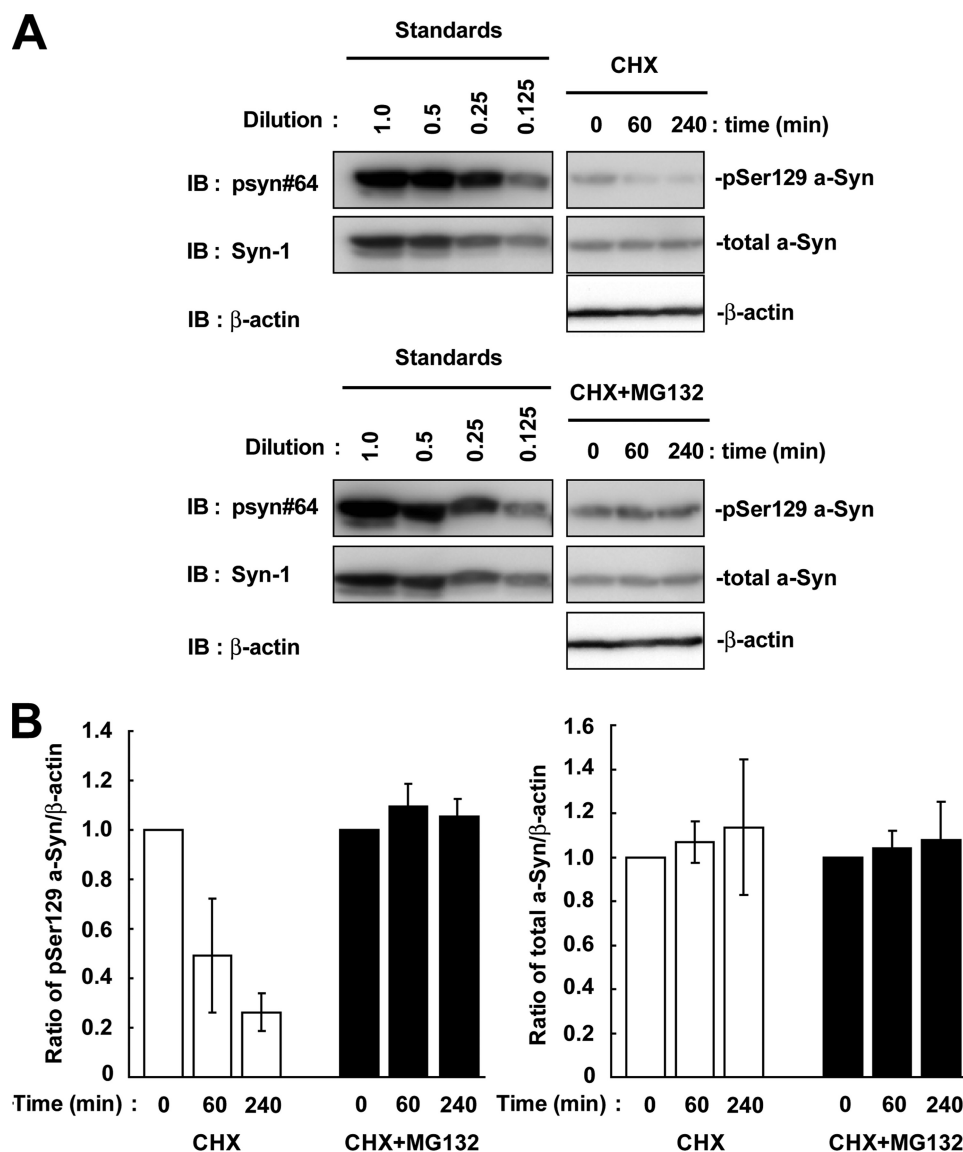 A
Standards
CHX
Dilution : 1.0 0.5 0.25 0.125 0 60 240 : time (min)
IB : psyn#64 -pSer129 a-Syn
IB : Syn-1 -total a-Syn
IB : β-actin -β-actin
Standards
CHX+MG132
Dilution : 1.0 0.5 0.25 0.125 0 60 240 : time (min)
IB : psyn#64 -pSer129 a-Syn
IB : Syn-1 -total a-Syn
IB : β-actin -β-actin
B
Ratio of pSer129 a-Syn/β-actin
1.4
1.2
1.0
0.8
0.6
0.4
0.2
0
Time (min) : 0 60 240 0 60 240
CHX CHX+MG132
Ratio of total a-Syn/β-actin
1.6
1.4
1.2
1.0
0.8
0.6
0.4
0.2
0
Time (min) : 0 60 240 0 60 240
CHX CHX+MG132